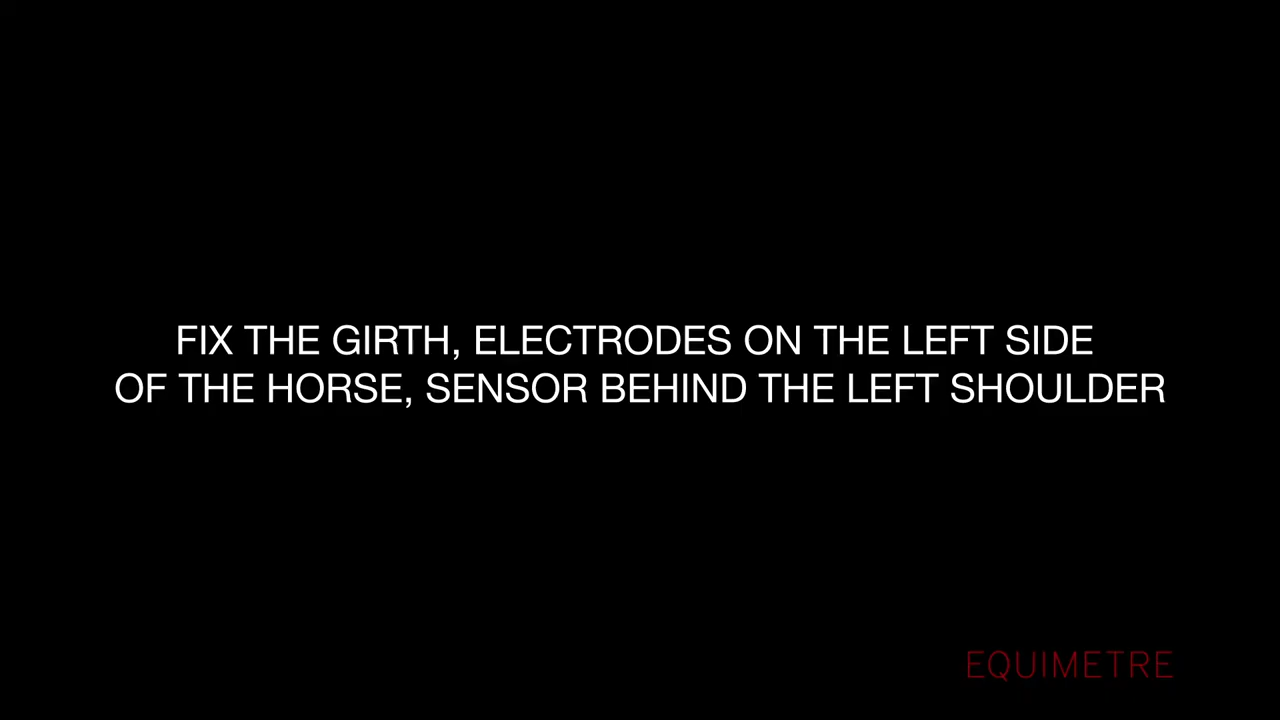 FIX THE GIRTH, ELECTRODES ON THE LEFT SIDE
OF THE HORSE, SENSOR BEHIND THE LEFT SHOULDER
EQUIMETRE